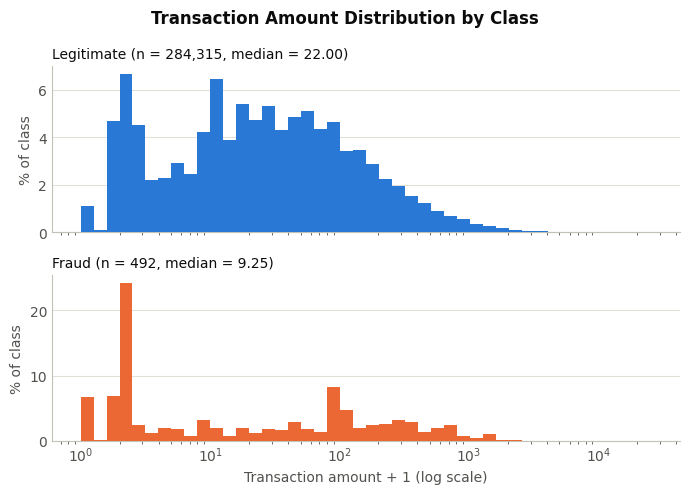 Transaction Amount Distribution by Class
Legitimate (n = 284,315, median = 22.00)
% of class
6
4
2
0
Fraud (n = 492, median = 9.25)
% of class
20
10
0
10⁰ 10¹ 10² 10³ 10⁴
Transaction amount + 1 (log scale)